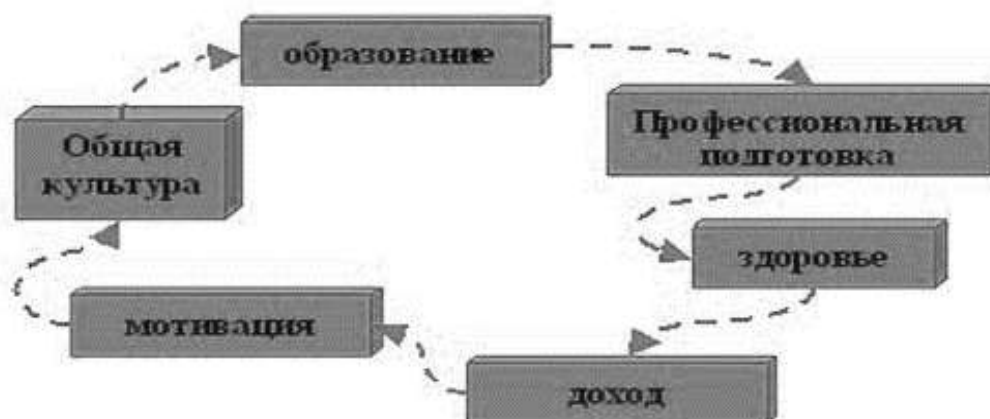 образование
Общая
культура
Профессиональная
подготовка
здоровье
мотивация
доход